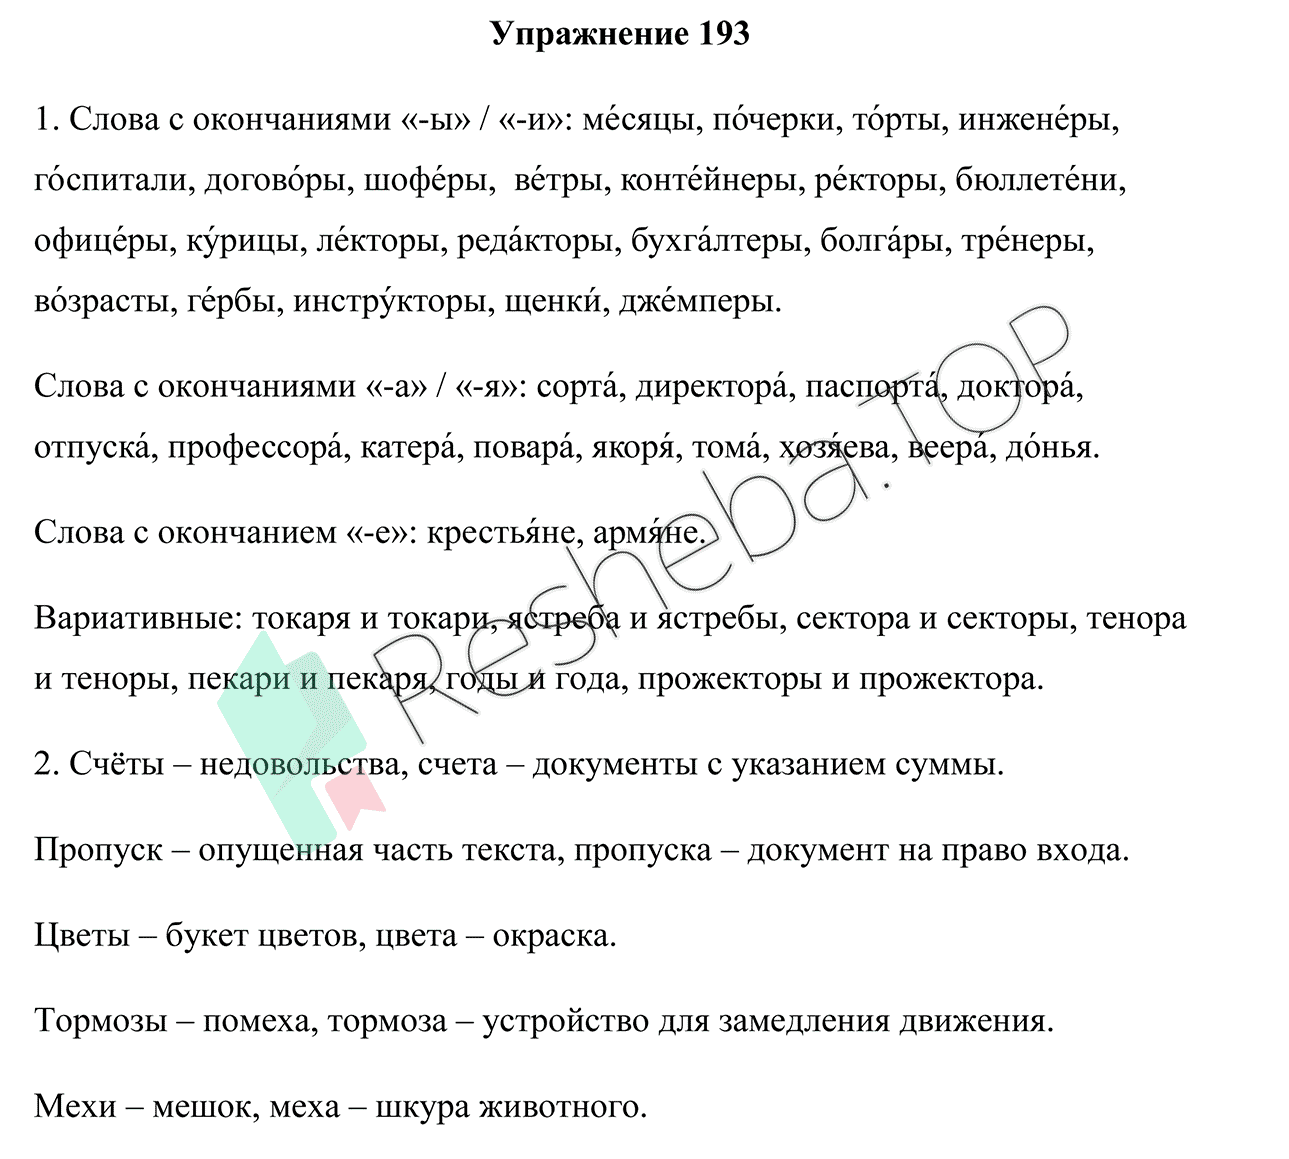 Упражнение 193
1. Слова с окончаниями «-ы» / «-и»: ме́сяцы, по́черки, то́рты, инжене́ры,
го́спитали, догово́ры, шофе́ры, ве́тры, конте́йнеры, ре́кторы, бюллете́ни,
офице́ры, ку́рицы, ле́кторы, реда́кторы, бухга́лтеры, болга́ры, тре́неры,
во́зрасты, ге́рбы, инстру́кторы, щенки́, дже́мперы.
Слова с окончаниями «-а» / «-я»: сорта́, директора́, паспорта́, доктора́,
отпуска́, профессора́, катера́, повара́, якоря́, тома́, хозя́ева, веера́, до́нья.
Слова с окончанием «-е»: крестья́не, армя́не.
Вариативные: токаря и токари, ястреба и ястребы, сектора и секторы, тенора
и теноры, пекари и пекаря, годы и года, прожекторы и прожектора.
2. Счёты – недовольства, счета – документы с указанием суммы.
Пропуск – опущенная часть текста, пропуска – документ на право входа.
Цветы – букет цветов, цвета – окраска.
Тормозы – помеха, тормоза – устройство для замедления движения.
Мехи – мешок, меха – шкура животного.
Resheba.TOP